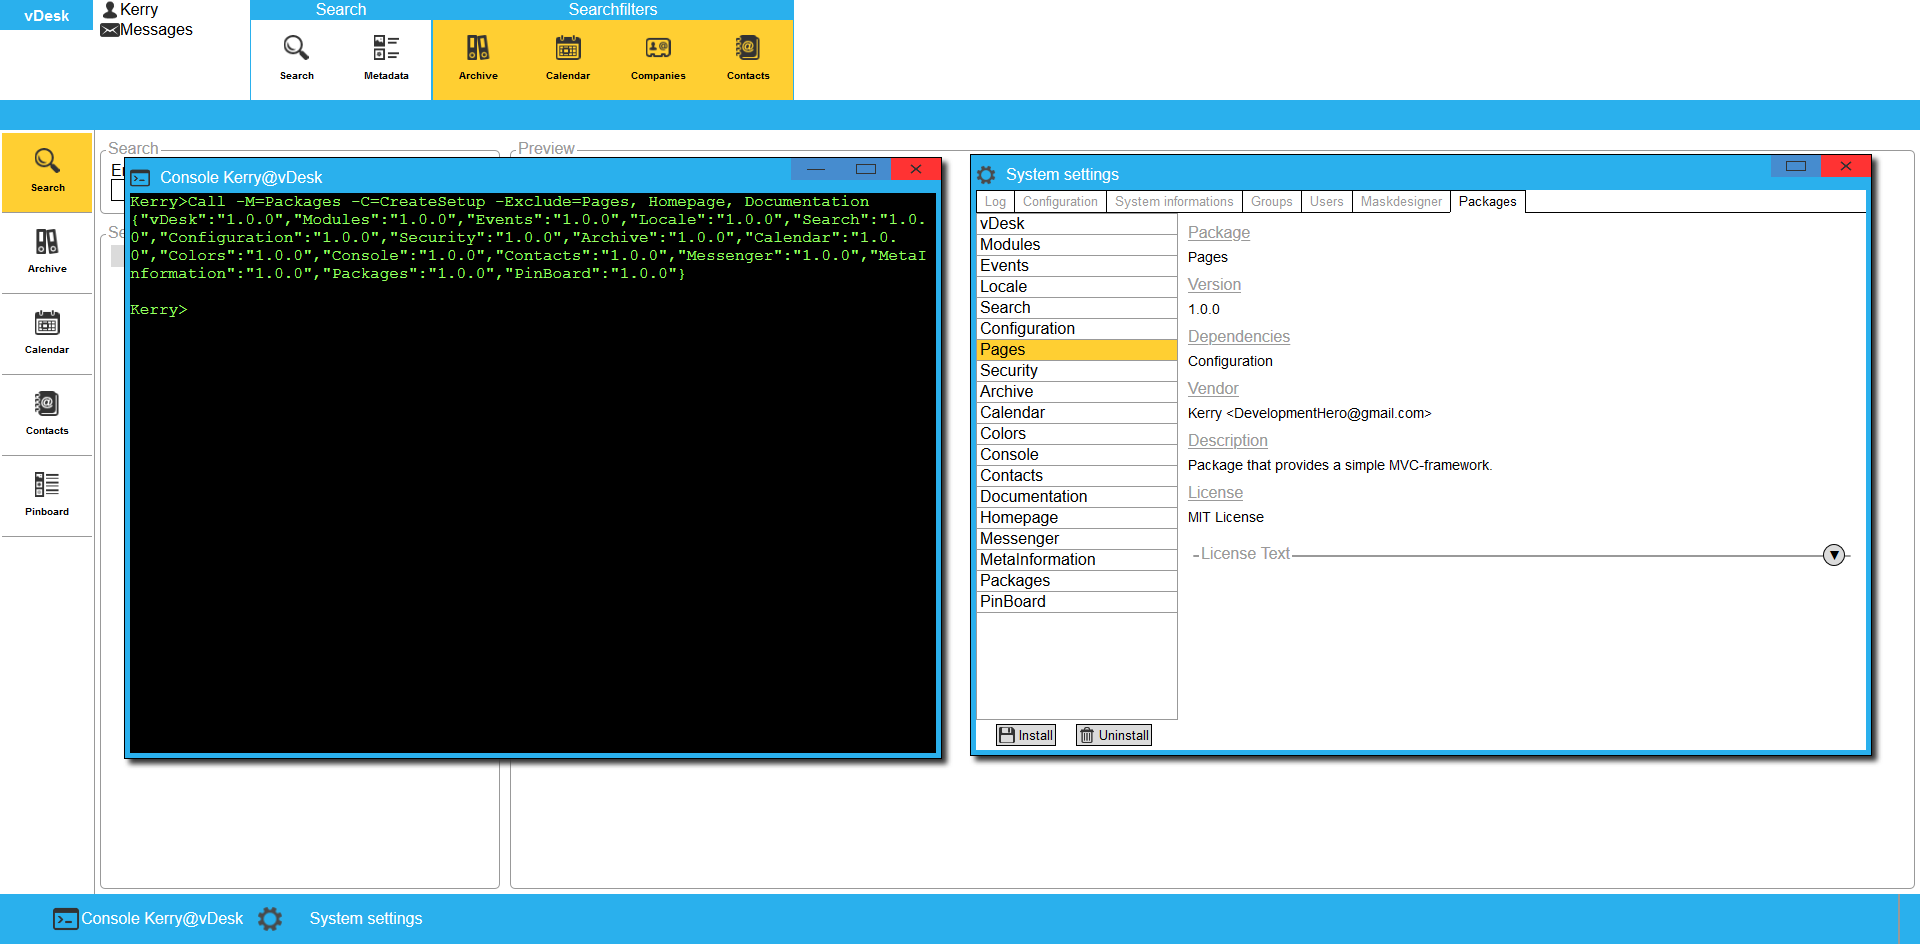 vDesk
Kerry
Messages
Search
Searchfilters
Search
Metadata
Archive
Calendar
Companies
Contacts
Search
Archive
Calendar
Contacts
Pinboard
Search
Preview
Console Kerry@vDesk
Kerry>Call -M=Packages -C=CreateSetup -Exclude=Pages, Homepage, Documentation
{"vDesk":"1.0.0","Modules":"1.0.0","Events":"1.0.0","Locale":"1.0.0","Search":"1.0.
0","Configuration":"1.0.0","Security":"1.0.0","Archive":"1.0.0","Calendar":"1.0.
0","Colors":"1.0.0","Console":"1.0.0","Contacts":"1.0.0","Messenger":"1.0.0","MetaI
nformation":"1.0.0","Packages":"1.0.0","PinBoard":"1.0.0"}
Kerry>
System settings
Log
Configuration
System informations
Groups
Users
Maskdesigner
Packages
vDesk
Modules
Events
Locale
Search
Configuration
Pages
Security
Archive
Calendar
Colors
Console
Contacts
Documentation
Homepage
Messenger
MetaInformation
Packages
PinBoard
Install
Uninstall
Package
Pages
Version
1.0.0
Dependencies
Configuration
Vendor
Kerry <DevelopmentHero@gmail.com>
Description
Package that provides a simple MVC-framework.
License
MIT License
License Text
Console Kerry@vDesk
System settings